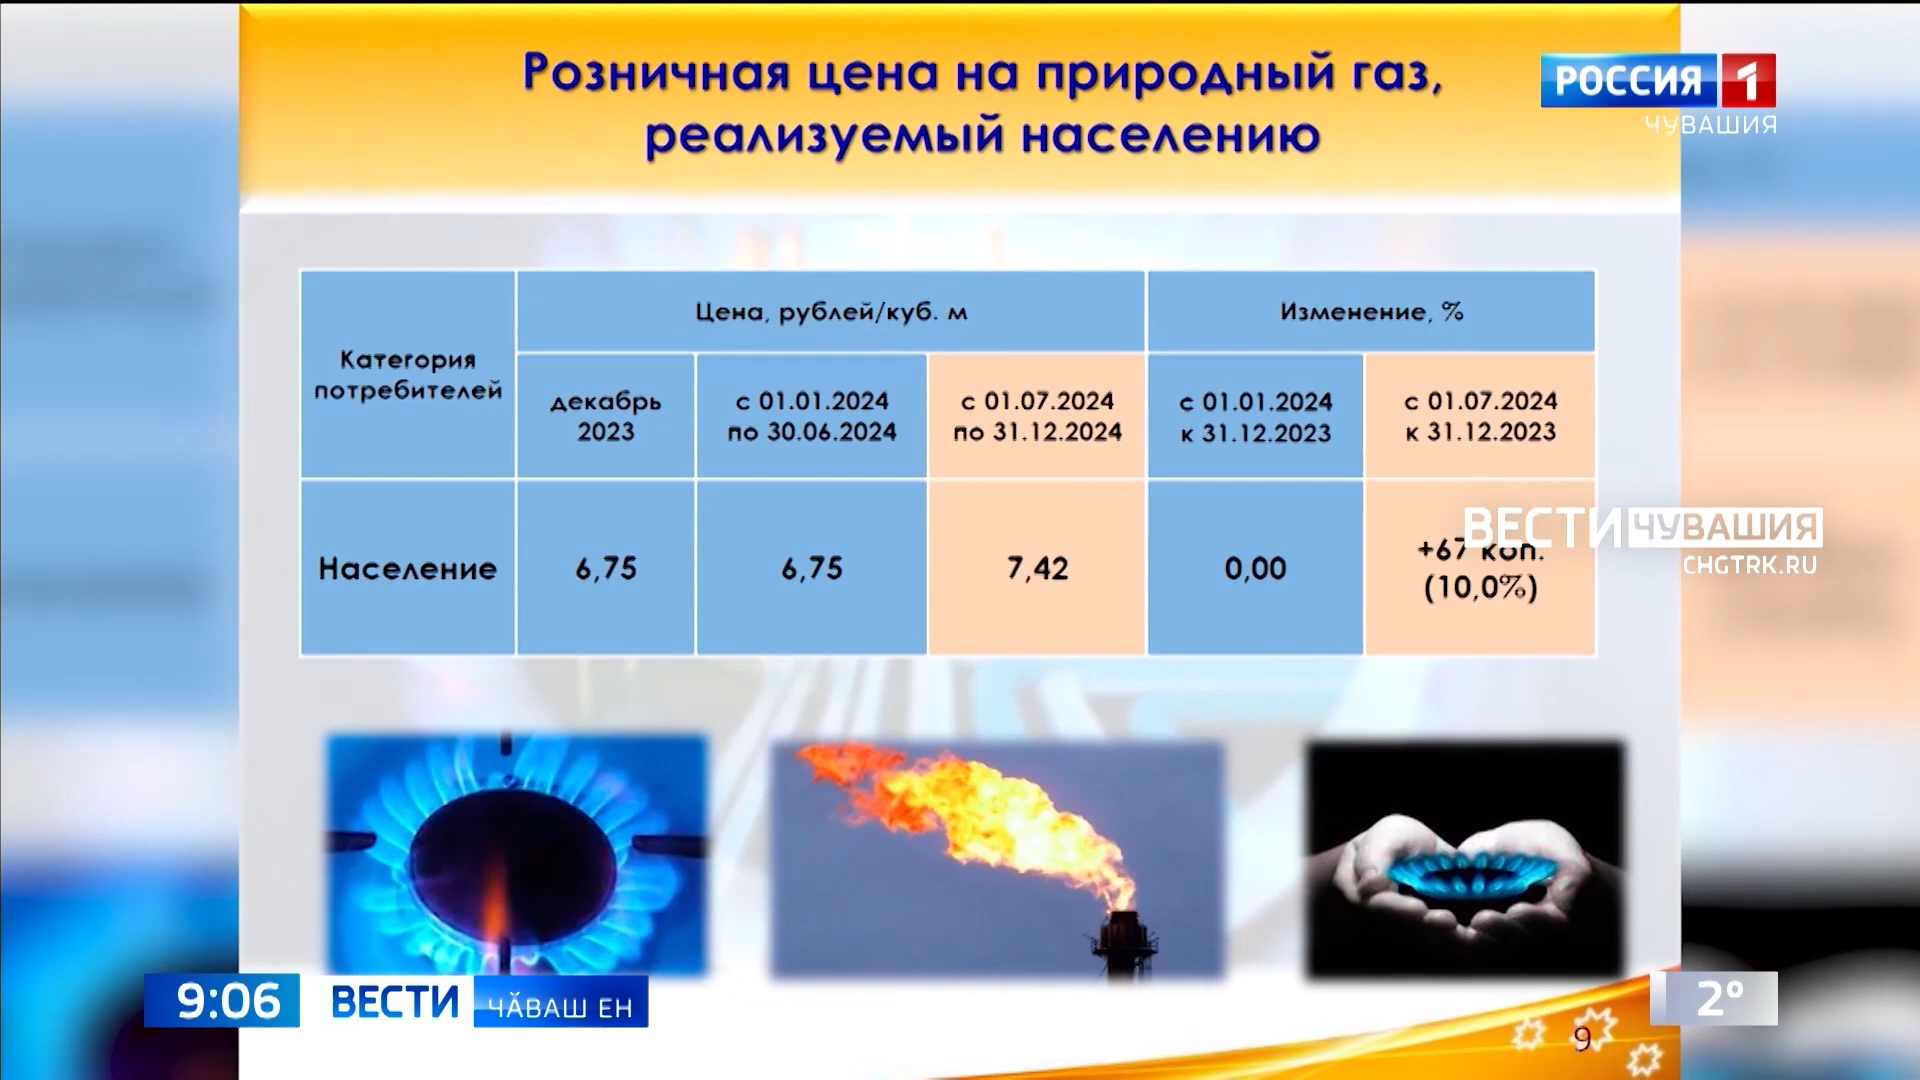 Розничная цена на природный газ,
реализуемый населению
РОССИЯ 1
ЧУВАШИЯ
Категория
потребителей
Цена, рублей/куб. м
Изменение, %
декабрь
2023
с 01.01.2024
по 30.06.2024
с 01.07.2024
по 31.12.2024
с 01.01.2024
к 31.12.2023
с 01.07.2024
к 31.12.2023
Население
6,75
6,75
7,42
0,00
+67 коп.
(10,0%)
ВЕСТИ ЧУВАШИЯ
CHGTRK.RU
9:06
ВЕСТИ
ЧӐВАШ ЕН
2°
9